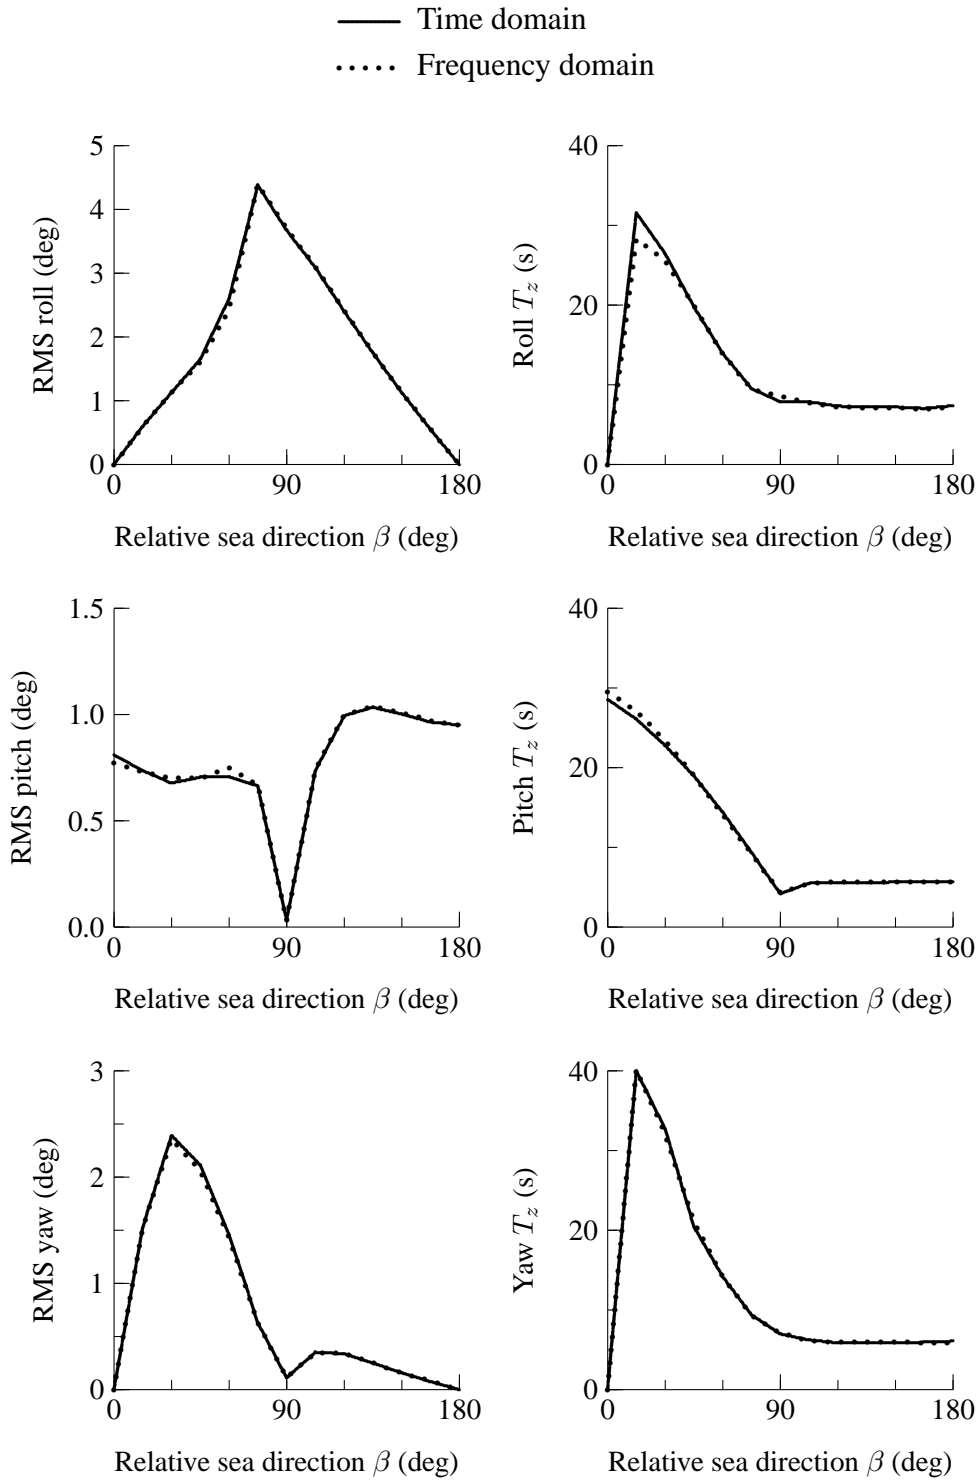 Time domain
Frequency domain
5
4
3
2
1
0
0
90
180
RMS roll (deg)
Relative sea direction β (deg)
40
20
0
0
90
180
Roll T_z (s)
Relative sea direction β (deg)
1.5
1.0
0.5
0.0
0
90
180
RMS pitch (deg)
Relative sea direction β (deg)
40
20
0
0
90
180
Pitch T_z (s)
Relative sea direction β (deg)
3
2
1
0
0
90
180
RMS yaw (deg)
Relative sea direction β (deg)
40
20
0
0
90
180
Yaw T_z (s)
Relative sea direction β (deg)